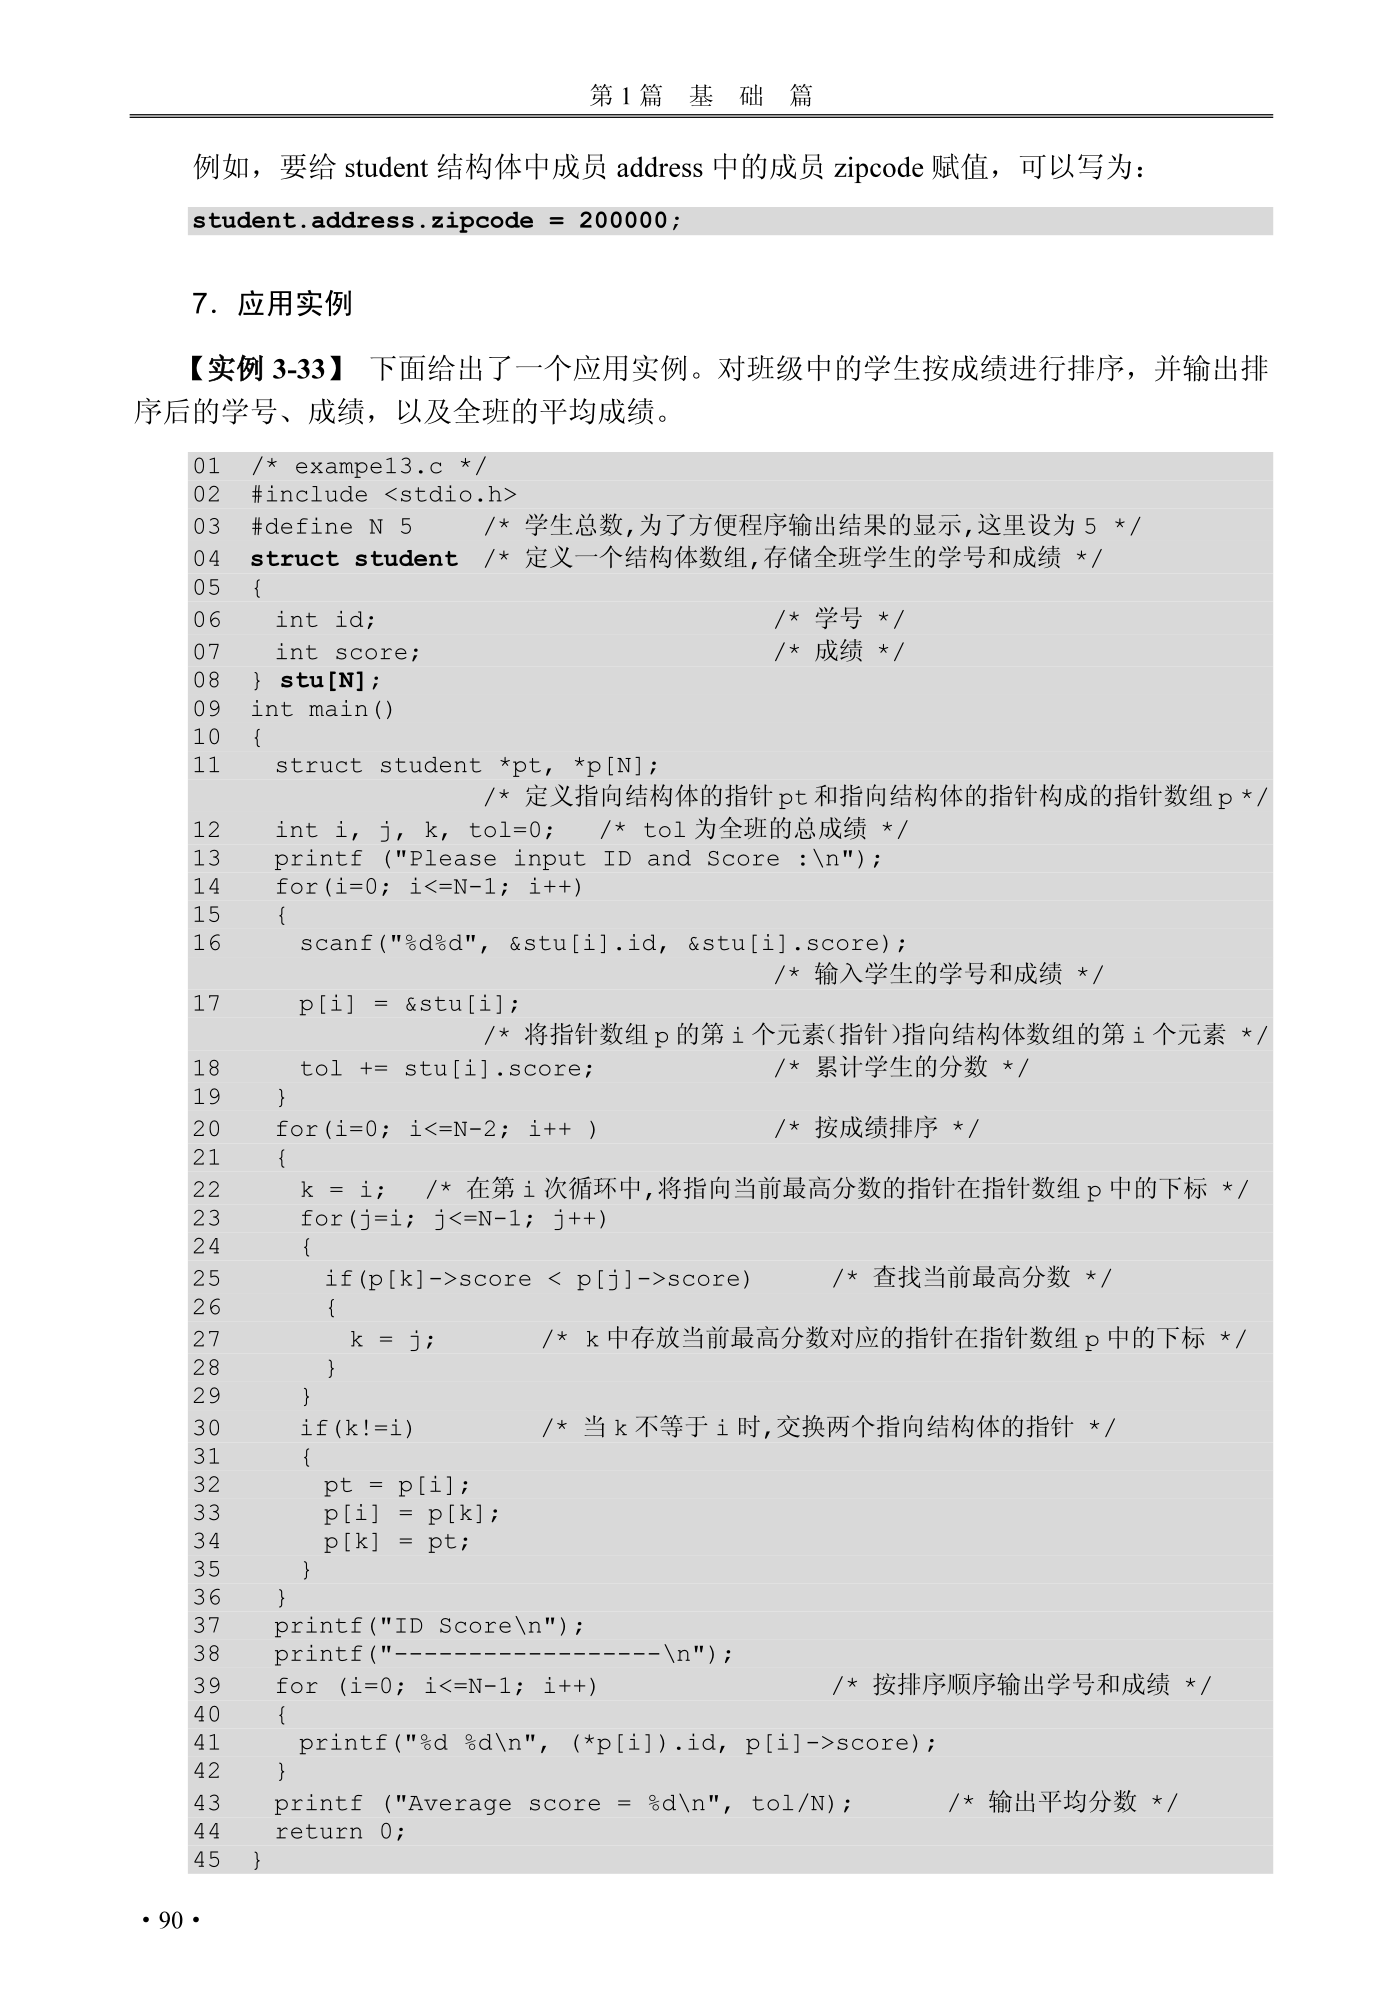 第 1 篇　基　础　篇
例如，要给 student 结构体中成员 address 中的成员 zipcode 赋值，可以写为：
student.address.zipcode = 200000;
7．应用实例
【实例 3-33】 下面给出了一个应用实例。对班级中的学生按成绩进行排序，并输出排
序后的学号、成绩，以及全班的平均成绩。
01  /* exampe13.c */
02  #include <stdio.h>
03  #define N 5     /* 学生总数,为了方便程序输出结果的显示,这里设为 5 */
04  struct student  /* 定义一个结构体数组,存储全班学生的学号和成绩 */
05  {
06    int id;                           /* 学号 */
07    int score;                        /* 成绩 */
08  } stu[N];
09  int main()
10  {
11    struct student *pt, *p[N];
                    /* 定义指向结构体的指针 pt 和指向结构体的指针构成的指针数组 p */
12    int i, j, k, tol=0;   /* tol 为全班的总成绩 */
13    printf ("Please input ID and Score :\n");
14    for(i=0; i<=N-1; i++)
15    {
16      scanf("%d%d", &stu[i].id, &stu[i].score);
                                        /* 输入学生的学号和成绩 */
17      p[i] = &stu[i];
                    /* 将指针数组 p 的第 i 个元素(指针)指向结构体数组的第 i 个元素 */
18      tol += stu[i].score;            /* 累计学生的分数 */
19    }
20    for(i=0; i<=N-2; i++ )            /* 按成绩排序 */
21    {
22      k = i;   /* 在第 i 次循环中,将指向当前最高分数的指针在指针数组 p 中的下标 */
23      for(j=i; j<=N-1; j++)
24      {
25        if(p[k]->score < p[j]->score)     /* 查找当前最高分数 */
26        {
27          k = j;       /* k 中存放当前最高分数对应的指针在指针数组 p 中的下标 */
28        }
29      }
30      if(k!=i)         /* 当 k 不等于 i 时,交换两个指向结构体的指针 */
31      {
32        pt = p[i];
33        p[i] = p[k];
34        p[k] = pt;
35      }
36    }
37    printf("ID Score\n");
38    printf("------------------\n");
39    for (i=0; i<=N-1; i++)                /* 按排序顺序输出学号和成绩 */
40    {
41      printf("%d %d\n", (*p[i]).id, p[i]->score);
42    }
43    printf ("Average score = %d\n", tol/N);       /* 输出平均分数 */
44    return 0;
45  }
• 90 •